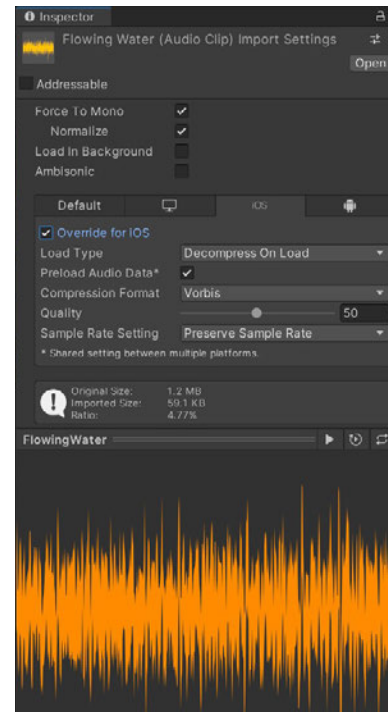 Inspector
Flowing Water (Audio Clip) Import Settings
Open
Addressable
Force To Mono
Normalize
Load In Background
Ambisonic
Default
iOS
Override for iOS
Load Type Decompress On Load
Preload Audio Data*
Compression Format Vorbis
Quality 50
Sample Rate Setting Preserve Sample Rate
* Shared setting between multiple platforms.
Original Size: 1.2 MB
Imported Size: 59.1 KB
Ratio: 4.77%
FlowingWater